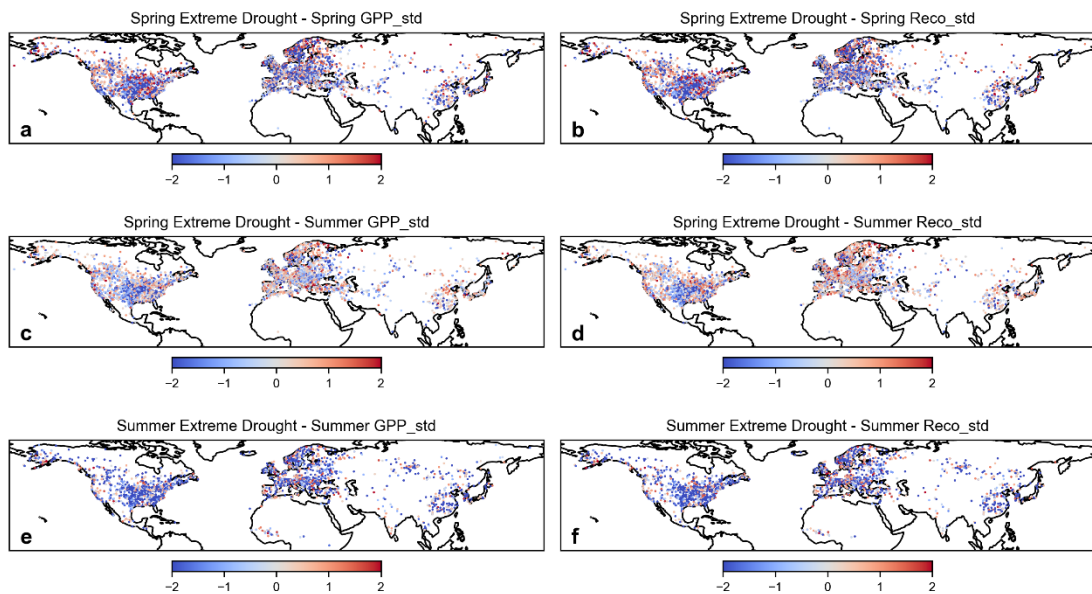 Spring Extreme Drought - Spring GPP_std
Spring Extreme Drought - Spring Reco_std
a
b
−2 −1 0 1 2
−2 −1 0 1 2
Spring Extreme Drought - Summer GPP_std
Spring Extreme Drought - Summer Reco_std
c
d
−2 −1 0 1 2
−2 −1 0 1 2
Summer Extreme Drought - Summer GPP_std
Summer Extreme Drought - Summer Reco_std
e
f
−2 −1 0 1 2
−2 −1 0 1 2